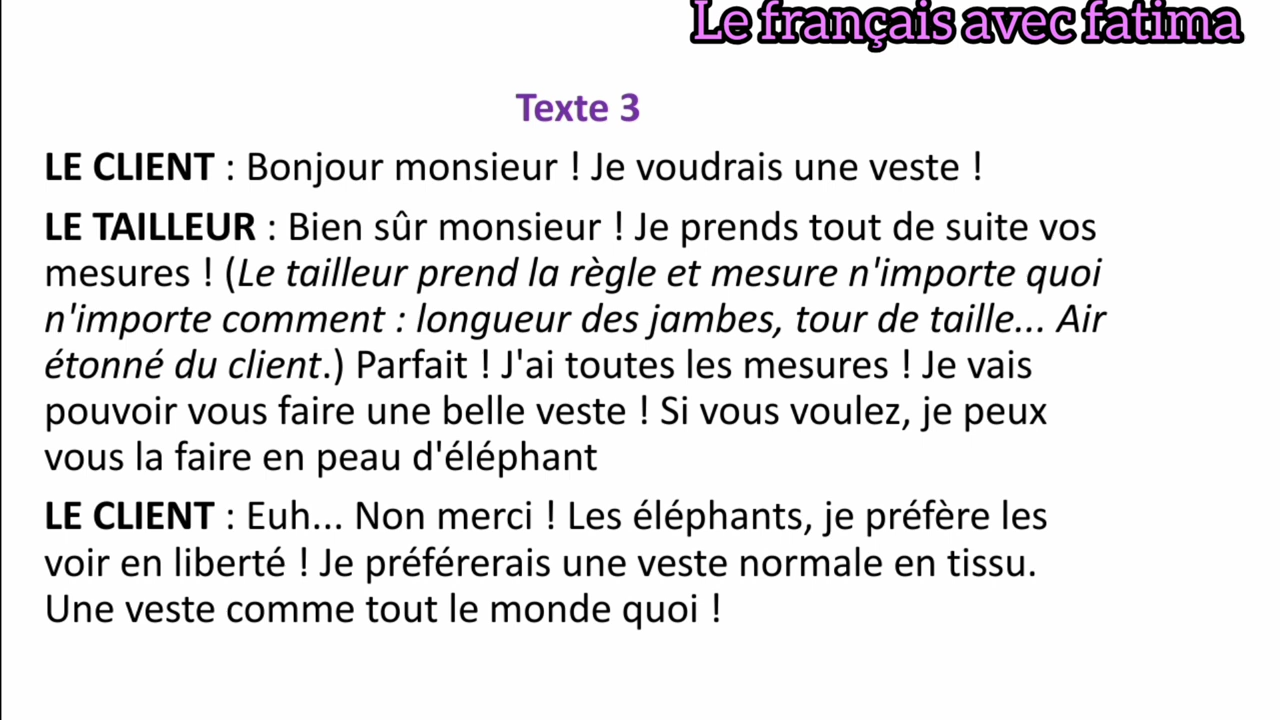 Le français avec fatima
Texte 3
LE CLIENT : Bonjour monsieur ! Je voudrais une veste !
LE TAILLEUR : Bien sûr monsieur ! Je prends tout de suite vos
mesures ! (Le tailleur prend la règle et mesure n'importe quoi
n'importe comment : longueur des jambes, tour de taille... Air
étonné du client.) Parfait ! J'ai toutes les mesures ! Je vais
pouvoir vous faire une belle veste ! Si vous voulez, je peux
vous la faire en peau d'éléphant
LE CLIENT : Euh... Non merci ! Les éléphants, je préfère les
voir en liberté ! Je préférerais une veste normale en tissu.
Une veste comme tout le monde quoi !